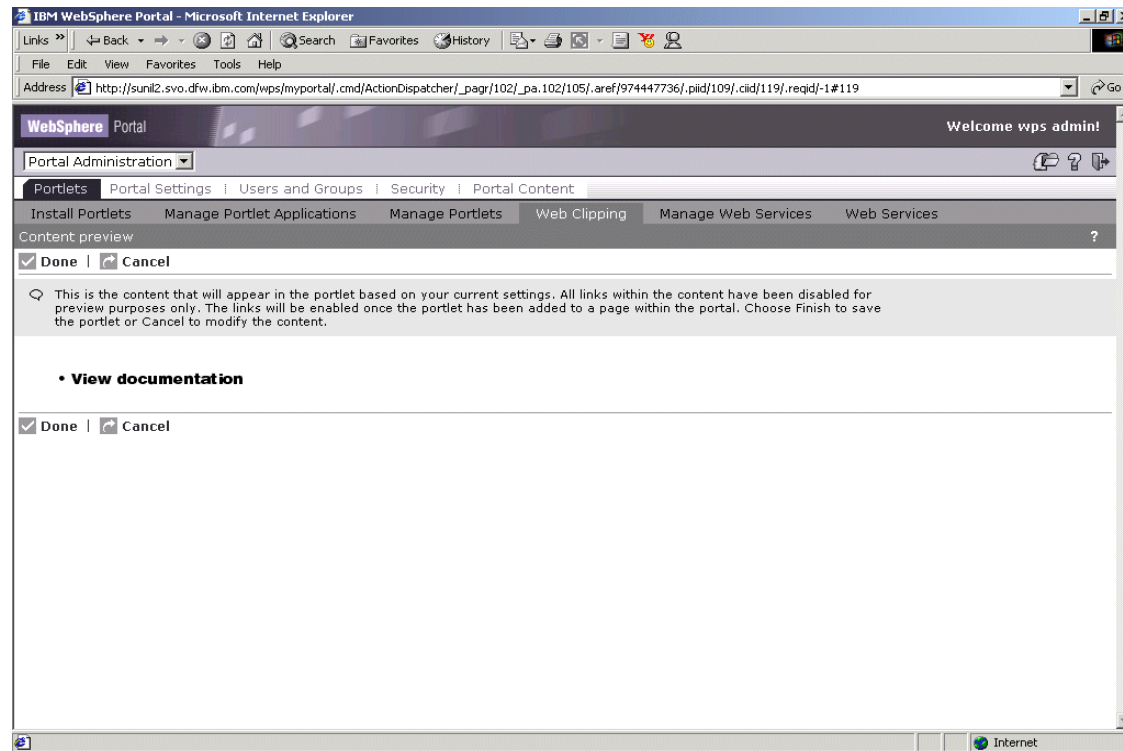 IBM WebSphere Portal - Microsoft Internet Explorer
Links » Back Search Favorites History
File Edit View Favorites Tools Help
Address http://sunil2.svo.dfw.ibm.com/wps/myportal/.cmd/ActionDispatcher/_pagr/102/_pa.102/105/.aref/974447736/.piid/109/.ciid/119/.reqid/-1#119 Go
WebSphere Portal Welcome wps admin!
Portal Administration ?
Portlets Portal Settings | Users and Groups | Security | Portal Content
Install Portlets Manage Portlet Applications Manage Portlets Web Clipping Manage Web Services Web Services
Content preview ?
Done | Cancel
This is the content that will appear in the portlet based on your current settings. All links within the content have been disabled for
preview purposes only. The links will be enabled once the portlet has been added to a page within the portal. Choose Finish to save
the portlet or Cancel to modify the content.
• View documentation
Done | Cancel
Internet